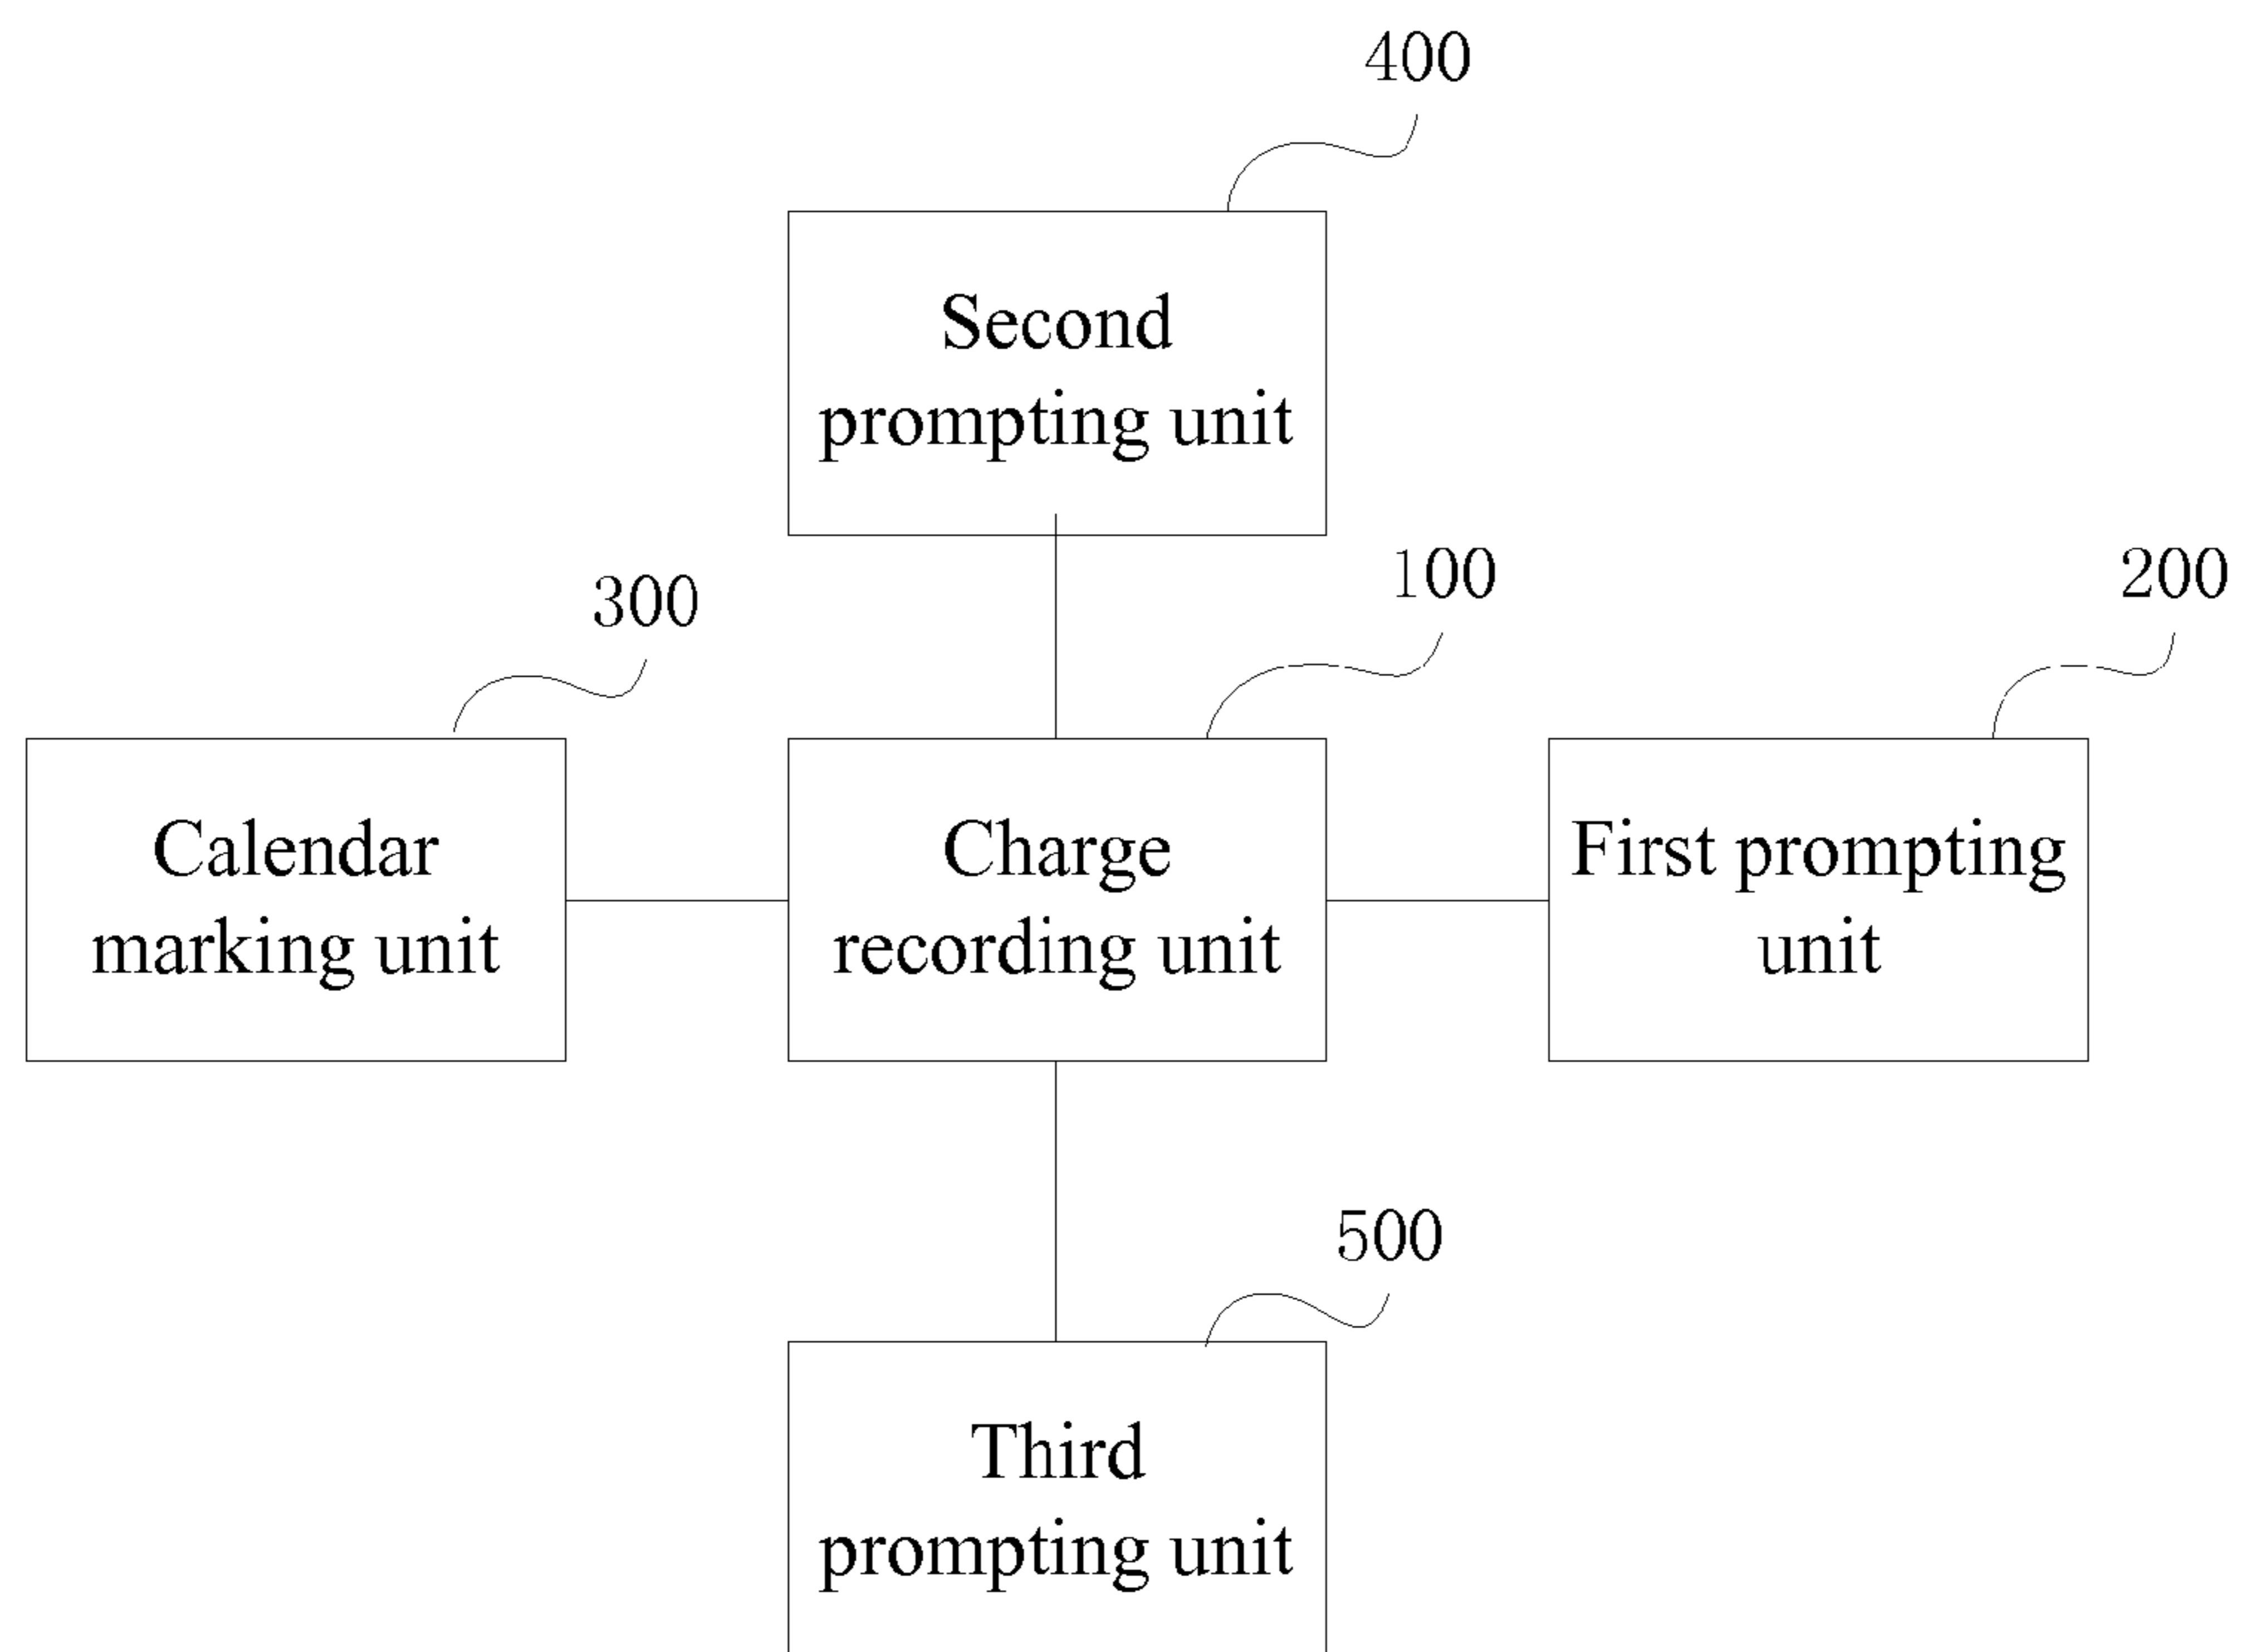 400
Second
prompting unit
300
100
200
Calendar
marking unit
Charge
recording unit
First prompting
unit
500
Third
prompting unit